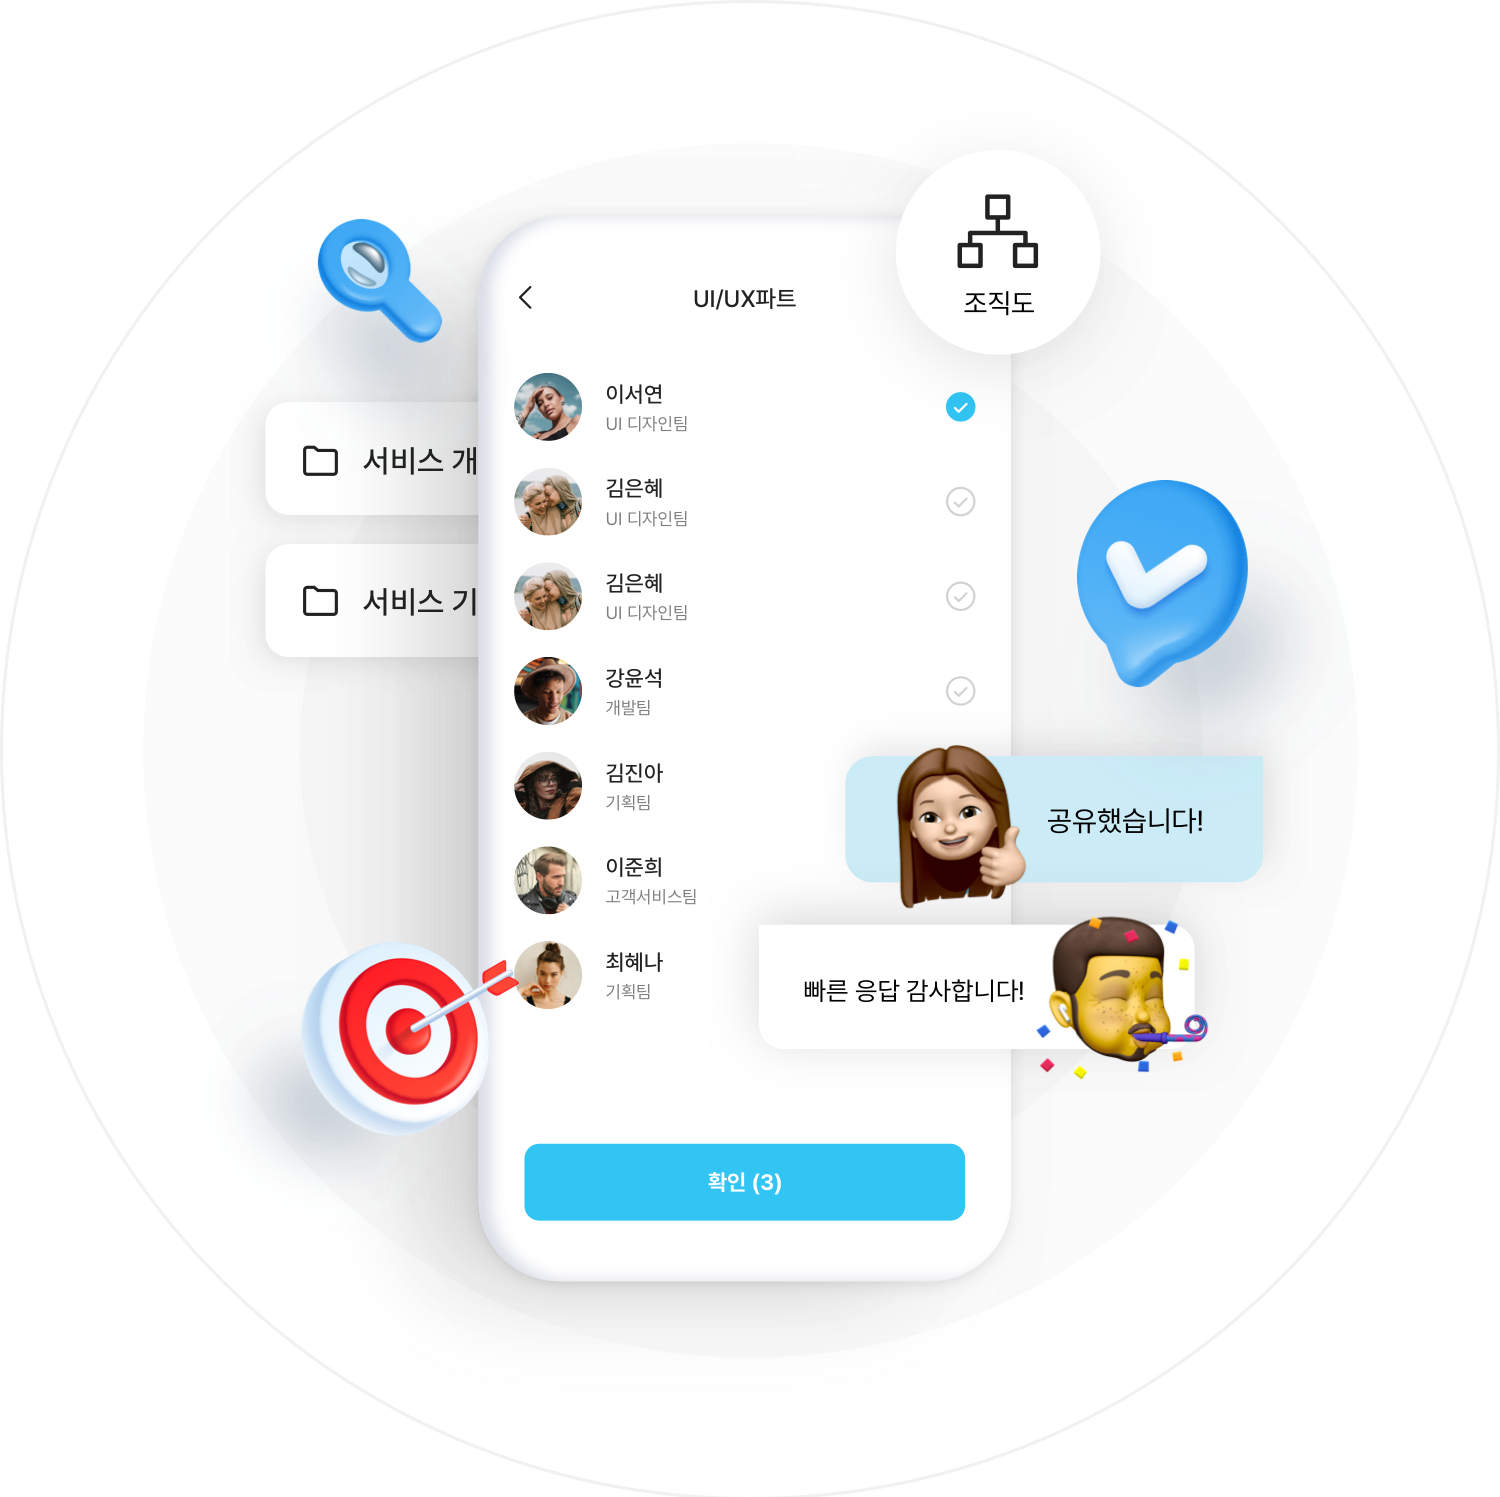 조직도
UI/UX파트
이서연
UI 디자인팀
서비스 개
김은혜
UI 디자인팀
김은혜
UI 디자인팀
서비스 기
강윤석
개발팀
김진아
기획팀
공유했습니다!
이준희
고객서비스팀
최혜나
기획팀
빠른 응답 감사합니다!
확인 (3)